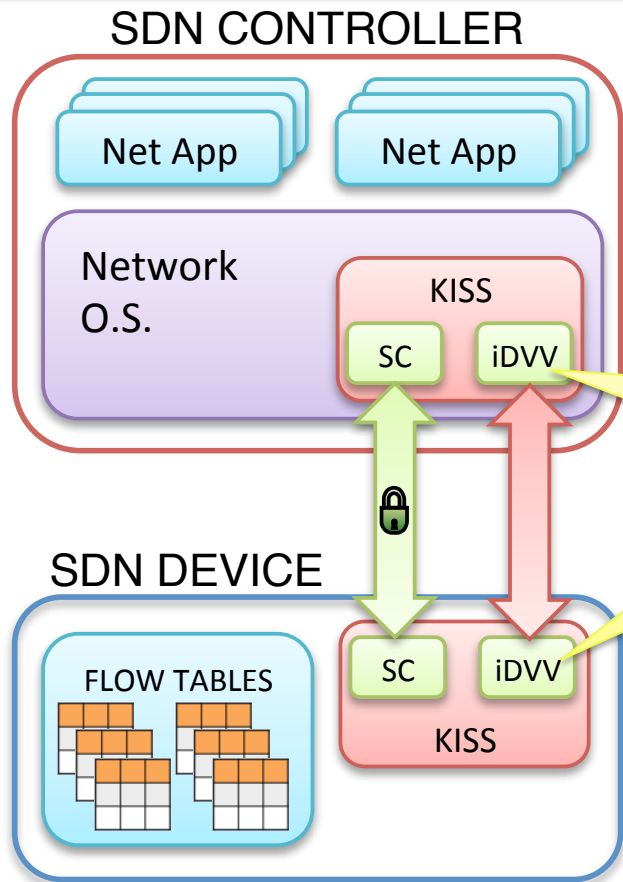 SDN CONTROLLER
Net App
Net App
Network
O.S.
KISS
SC
iDVV
SDN DEVICE
FLOW TABLES
SC
iDVV
KISS